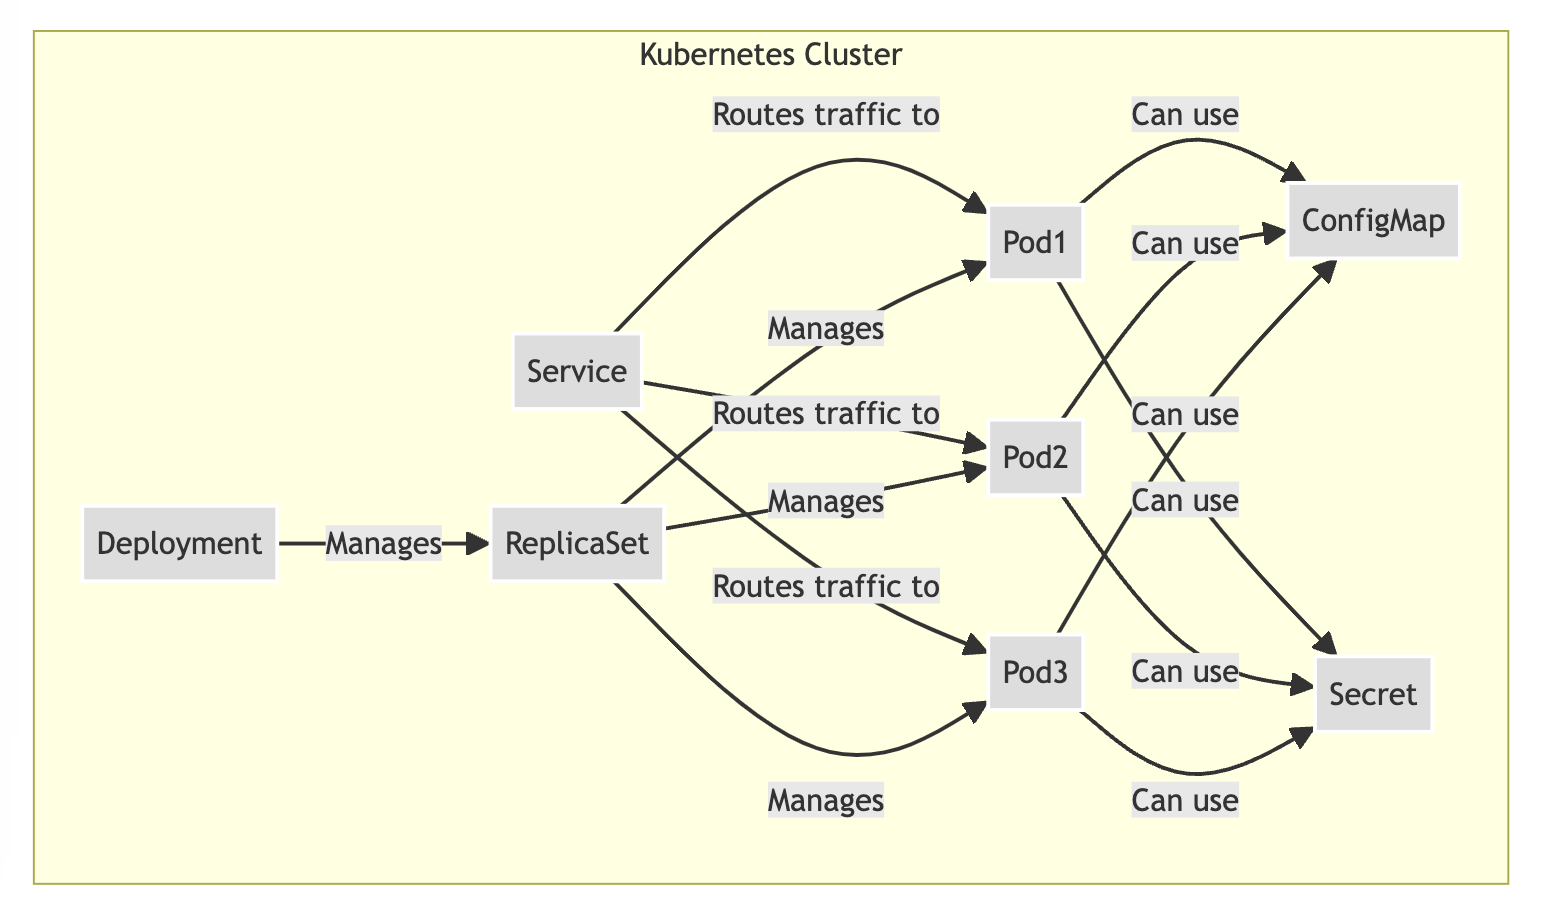 Kubernetes Cluster
Routes traffic to
Can use
ConfigMap
Pod1
Can use
Manages
Service
Routes traffic to
Can use
Pod2
Manages
Can use
Deployment
Manages
ReplicaSet
Routes traffic to
Pod3
Can use
Secret
Manages
Can use